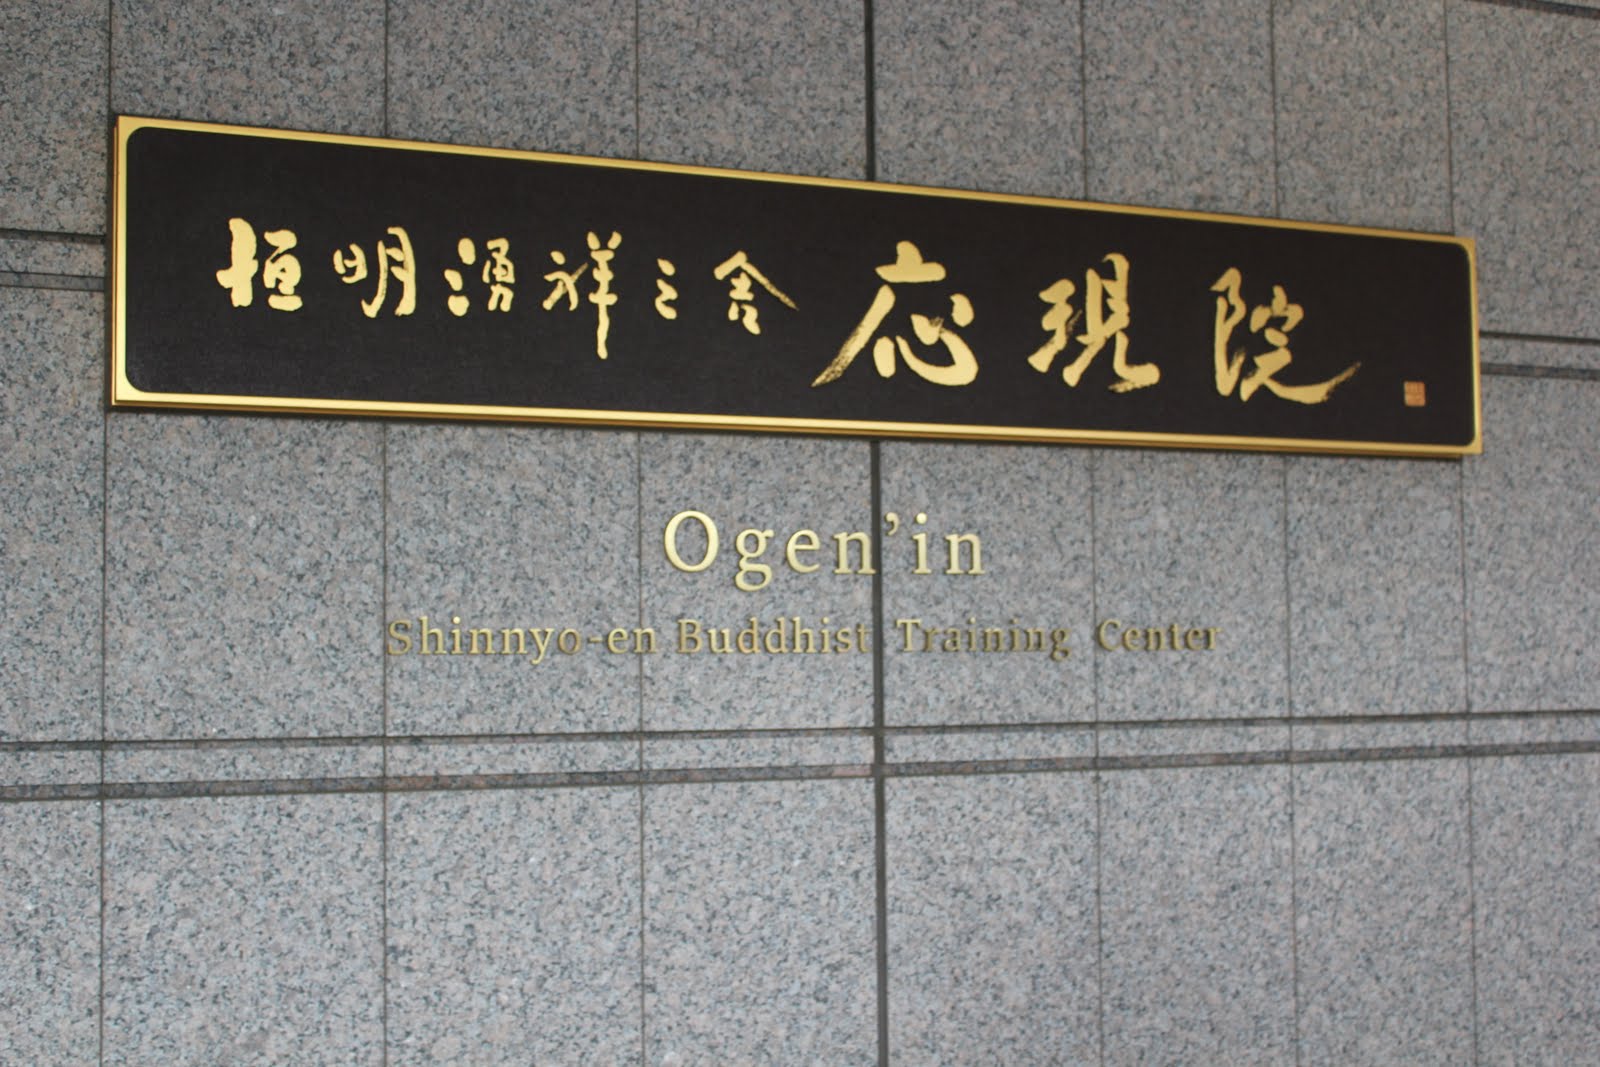 恒明湧祥之舎 応現院
Ogen'in
Shinnyo-en Buddhist Training Center